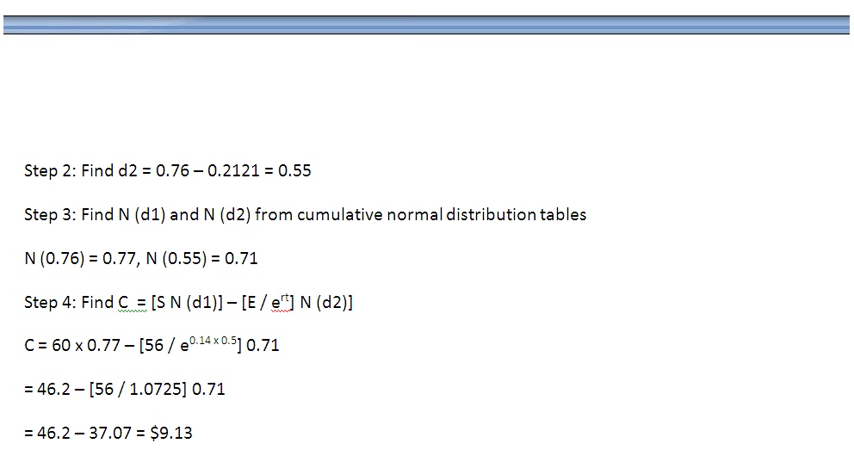 Step 2: Find d2 = 0.76 – 0.2121 = 0.55
Step 3: Find N (d1) and N (d2) from cumulative normal distribution tables
N (0.76) = 0.77, N (0.55) = 0.71
Step 4: Find C = [S N (d1)] – [E / e^rt] N (d2)]
C = 60 x 0.77 – [56 / e^0.14 x 0.5] 0.71
= 46.2 – [56 / 1.0725] 0.71
= 46.2 – 37.07 = $9.13